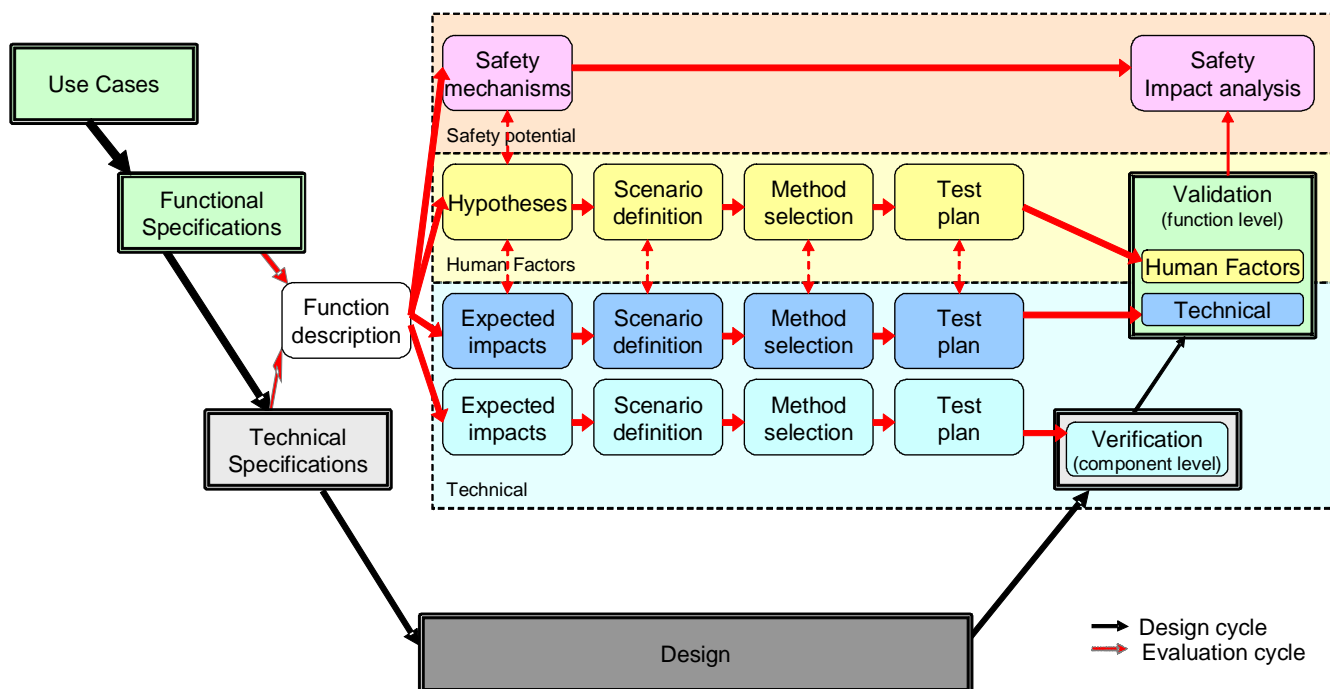 Use Cases
Functional
Specifications
Function
description
Technical
Specifications
Safety
mechanisms
Safety
Impact analysis
Safety potential
Hypotheses
Scenario
definition
Method
selection
Test
plan
Validation
(function level)
Human Factors
Technical
Human Factors
Expected
impacts
Scenario
definition
Method
selection
Test
plan
Expected
impacts
Scenario
definition
Method
selection
Test
plan
Verification
(component level)
Technical
Design
Design cycle
Evaluation cycle